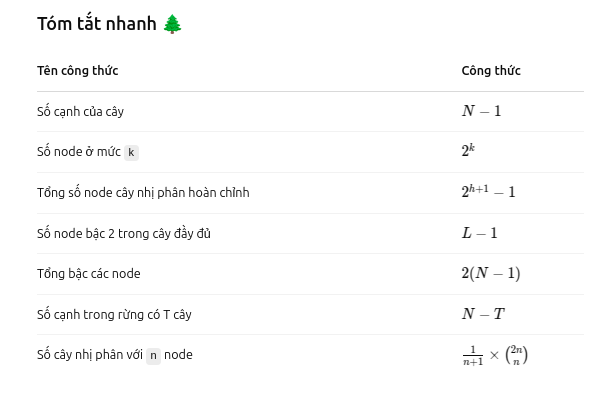 Tóm tắt nhanh 🌲
Tên công thức Công thức
Số cạnh của cây N − 1
Số node ở mức k 2^k
Tổng số node cây nhị phân hoàn chỉnh 2^{h+1} − 1
Số node bậc 2 trong cây đầy đủ L − 1
Tổng bậc các node 2(N − 1)
Số cạnh trong rừng có T cây N − T
Số cây nhị phân với n node \frac{1}{n+1} × \binom{2n}{n}